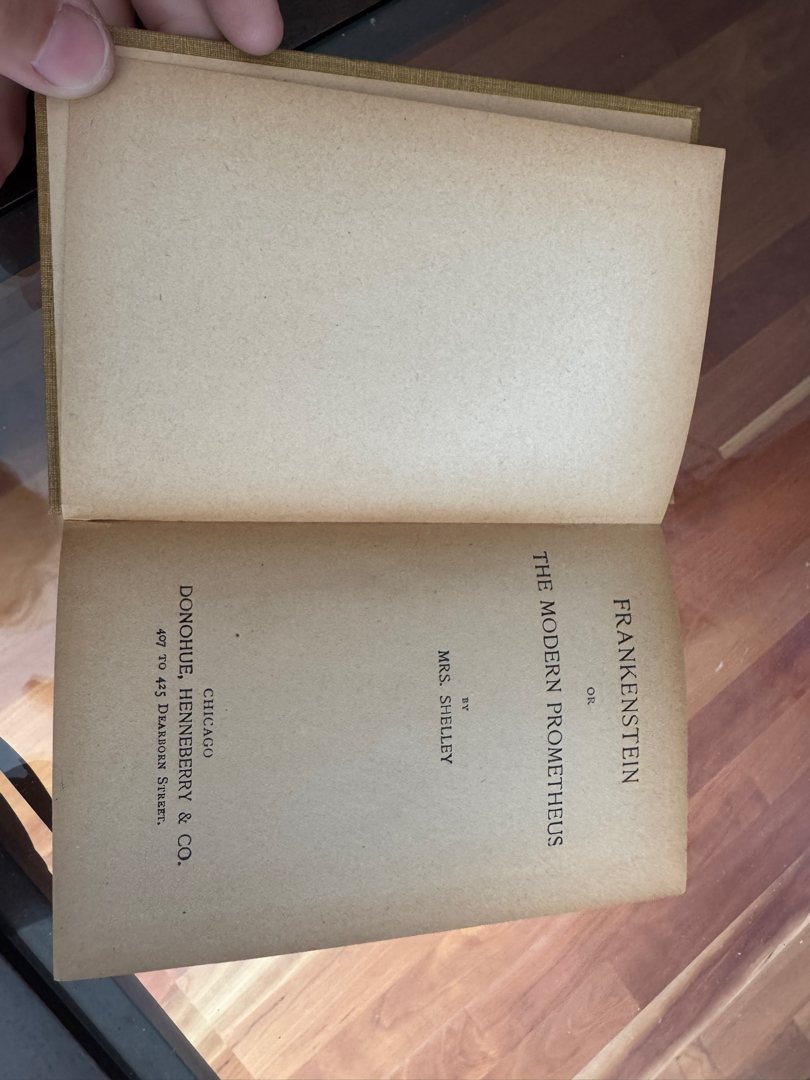 FRANKENSTEIN
OR
THE MODERN PROMETHEUS
BY
MRS. SHELLEY
CHICAGO
DONOHUE, HENNEBERRY & CO.
407 TO 425 DEARBORN STREET.